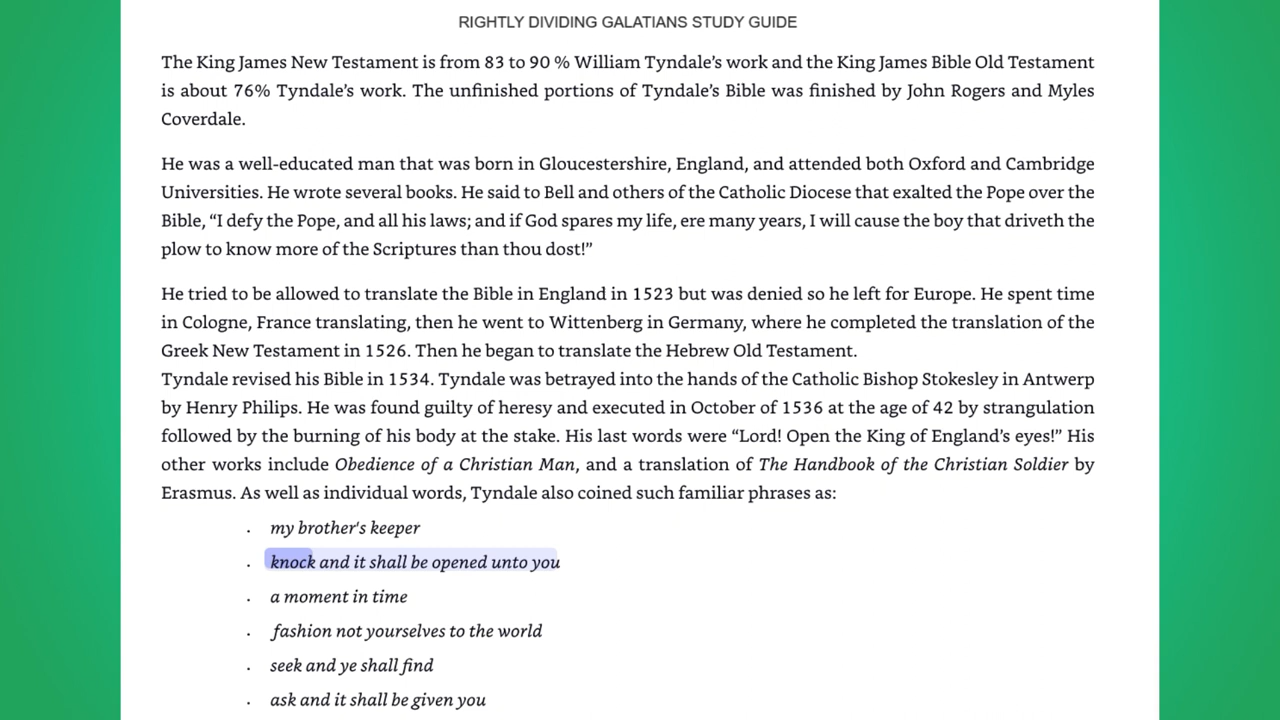 RIGHTLY DIVIDING GALATIANS STUDY GUIDE
The King James New Testament is from 83 to 90 % William Tyndale’s work and the King James Bible Old Testament
is about 76% Tyndale’s work. The unfinished portions of Tyndale’s Bible was finished by John Rogers and Myles
Coverdale.
He was a well-educated man that was born in Gloucestershire, England, and attended both Oxford and Cambridge
Universities. He wrote several books. He said to Bell and others of the Catholic Diocese that exalted the Pope over the
Bible, “I defy the Pope, and all his laws; and if God spares my life, ere many years, I will cause the boy that driveth the
plow to know more of the Scriptures than thou dost!”
He tried to be allowed to translate the Bible in England in 1523 but was denied so he left for Europe. He spent time
in Cologne, France translating, then he went to Wittenberg in Germany, where he completed the translation of the
Greek New Testament in 1526. Then he began to translate the Hebrew Old Testament.
Tyndale revised his Bible in 1534. Tyndale was betrayed into the hands of the Catholic Bishop Stokesley in Antwerp
by Henry Philips. He was found guilty of heresy and executed in October of 1536 at the age of 42 by strangulation
followed by the burning of his body at the stake. His last words were “Lord! Open the King of England’s eyes!” His
other works include Obedience of a Christian Man, and a translation of The Handbook of the Christian Soldier by
Erasmus. As well as individual words, Tyndale also coined such familiar phrases as:
· my brother's keeper
· knock and it shall be opened unto you
· a moment in time
· fashion not yourselves to the world
· seek and ye shall find
· ask and it shall be given you